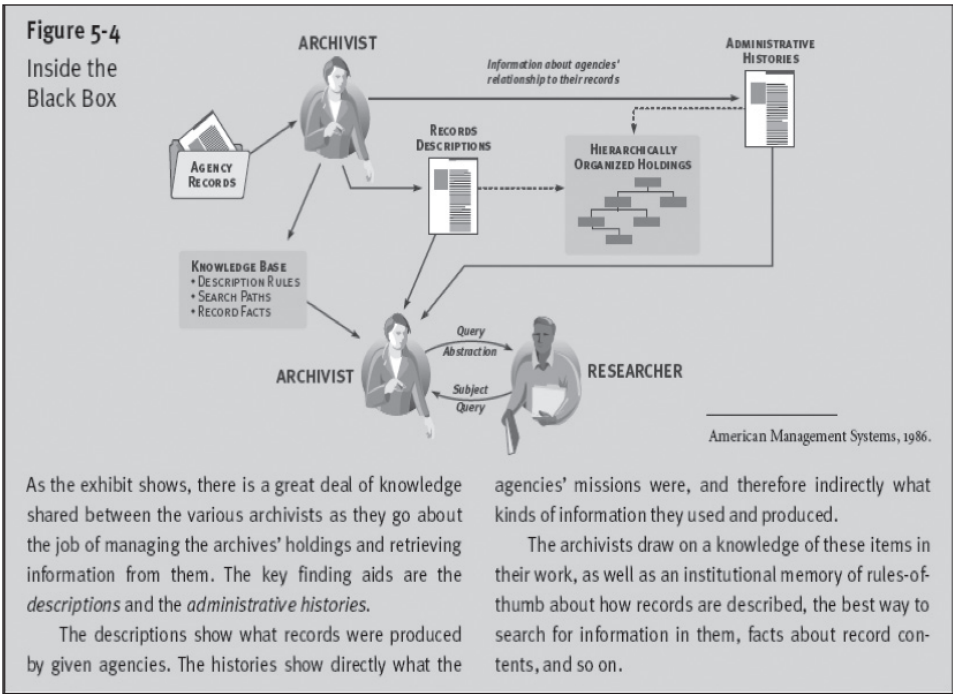 Figure 5-4
Inside the
Black Box
ARCHIVIST
Information about agencies'
relationship to their records
ADMINISTRATIVE
HISTORIES
AGENCY
RECORDS
RECORDS
DESCRIPTIONS
HIERARCHICALLY
ORGANIZED HOLDINGS
KNOWLEDGE BASE
• DESCRIPTION RULES
• SEARCH PATHS
• RECORD FACTS
ARCHIVIST
Query
Abstraction
Subject
Query
RESEARCHER
American Management Systems, 1986.
As the exhibit shows, there is a great deal of knowledge
shared between the various archivists as they go about
the job of managing the archives' holdings and retrieving
information from them. The key finding aids are the
descriptions and the administrative histories.
The descriptions show what records were produced
by given agencies. The histories show directly what the
agencies' missions were, and therefore indirectly what
kinds of information they used and produced.
The archivists draw on a knowledge of these items in
their work, as well as an institutional memory of rules-of-
thumb about how records are described, the best way to
search for information in them, facts about record con-
tents, and so on.